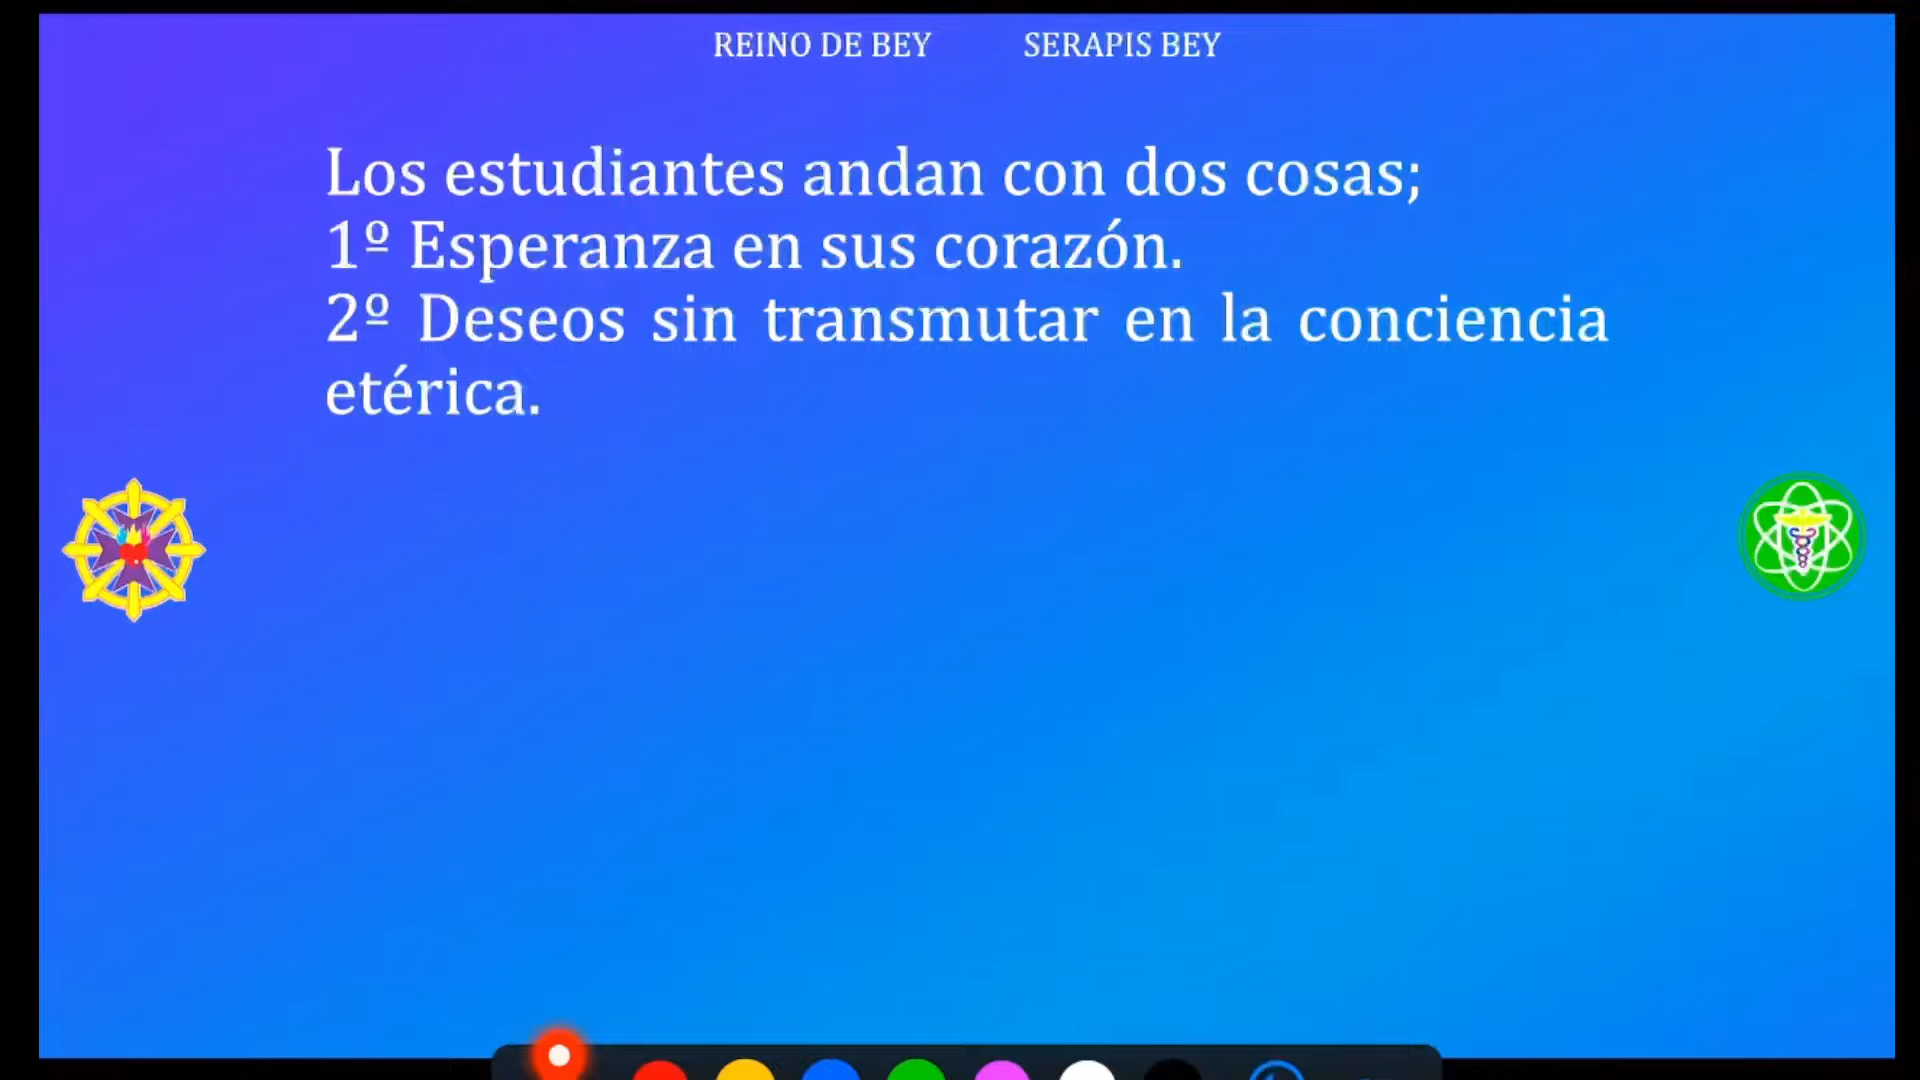 REINO DE BEY SERAPIS BEY
Los estudiantes andan con dos cosas;
1º Esperanza en sus corazón.
2º Deseos sin transmutar en la conciencia
etérica.